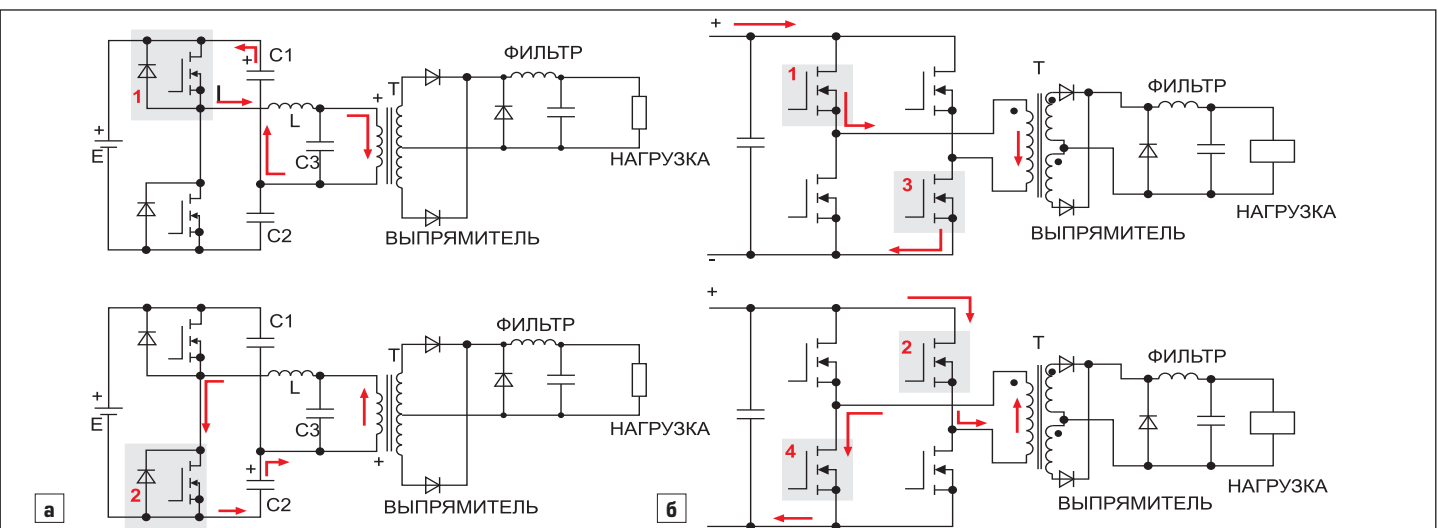 +
C1
1
I
L
+
E
C3
C2
+
T
ФИЛЬТР
НАГРУЗКА
ВЫПРЯМИТЕЛЬ
+
1
3
-
T
ФИЛЬТР
НАГРУЗКА
ВЫПРЯМИТЕЛЬ
C1
L
+
E
C3
+
C2
2
T
+
ФИЛЬТР
НАГРУЗКА
ВЫПРЯМИТЕЛЬ
а
+
2
4
T
ФИЛЬТР
НАГРУЗКА
ВЫПРЯМИТЕЛЬ
б